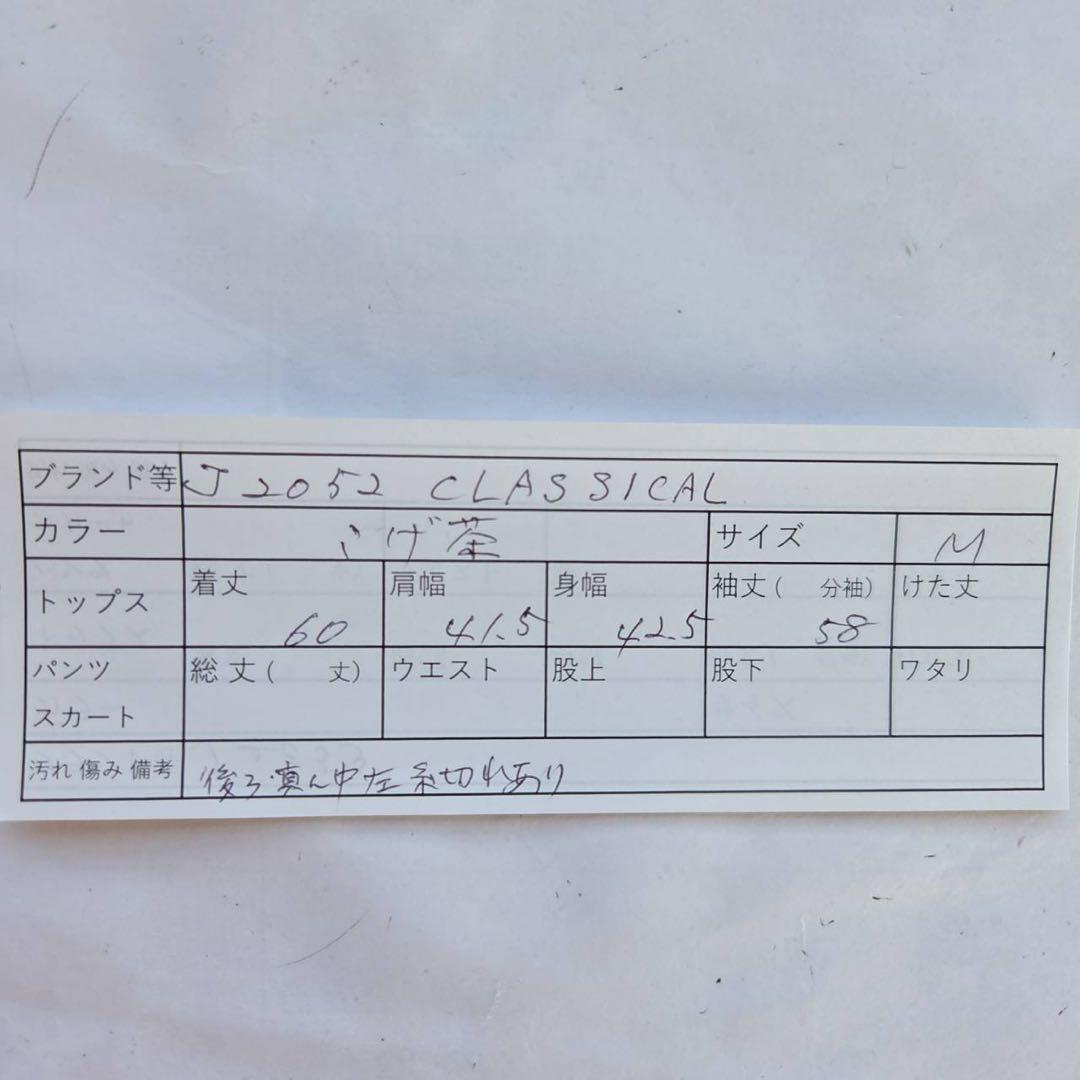 ブランド等 J2052 CLASSICAL
カラー こげ茶 サイズ M
トップス 着丈 60 肩幅 41.5 身幅 42.5 袖丈( 分袖) 58 けた丈
パンツ スカート 総丈( 丈) ウエスト 股上 股下 ワタリ
汚れ 傷み 備考 後ろ真ん中左 糸切れあり